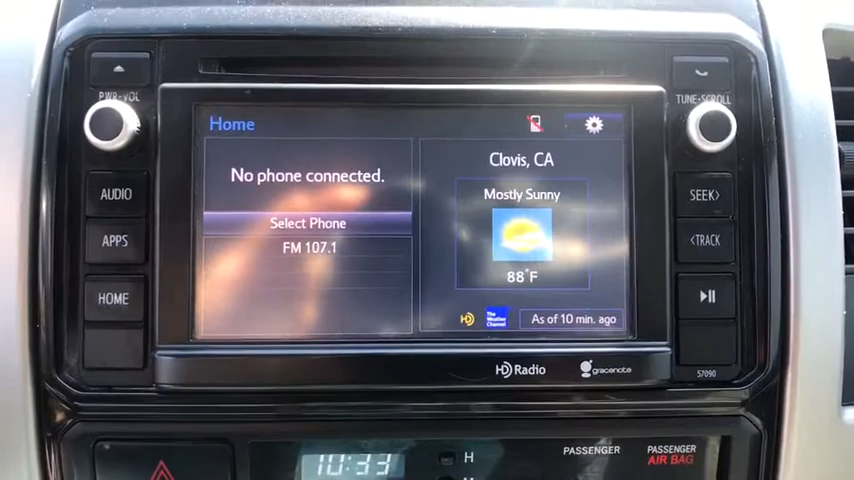 PWR·VOL
AUDIO
APPS
HOME
Home
No phone connected.
Select Phone
FM 107.1
Clovis, CA
Mostly Sunny
88°F
HD
The
Weather
Channel
As of 10 min. ago
TUNE·SCROLL
SEEK>
<TRACK
57090
HD Radio
gracenote
10:33
H
M
PASSENGER
PASSENGER
AIR BAG